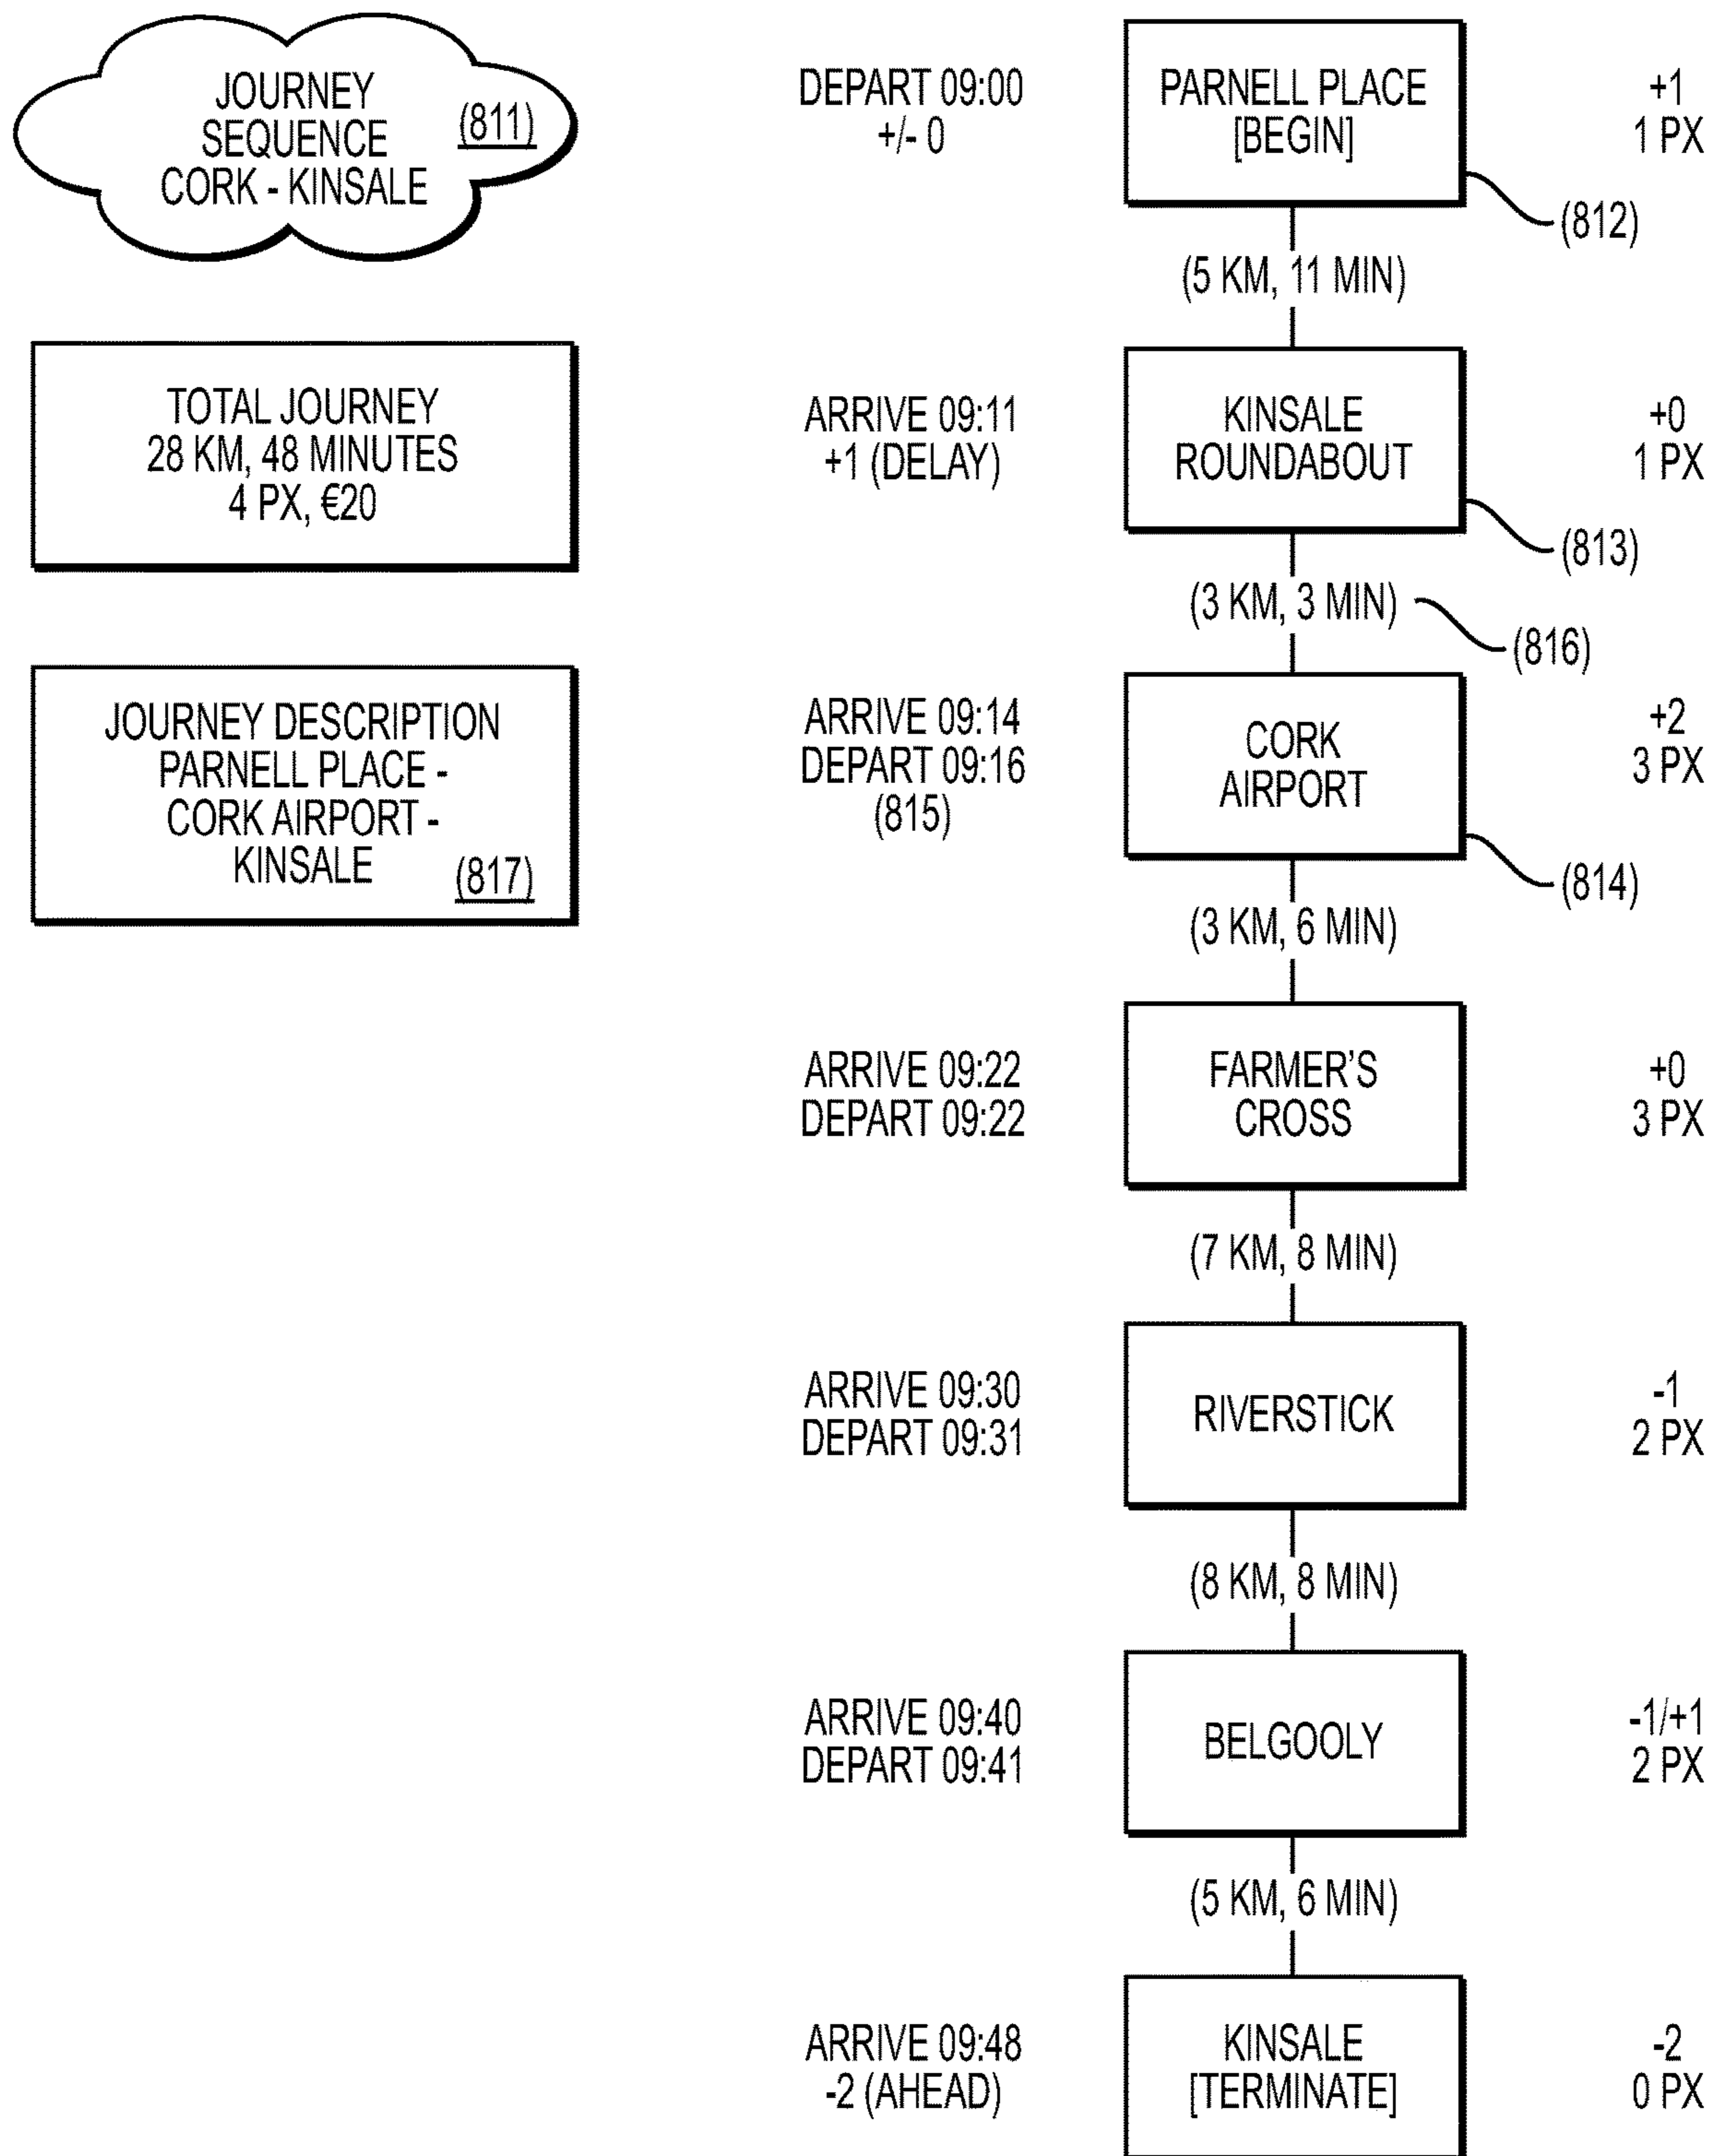 JOURNEY
SEQUENCE
CORK - KINSALE
(811)
TOTAL JOURNEY
28 KM, 48 MINUTES
4 PX, €20
JOURNEY DESCRIPTION
PARNELL PLACE -
CORK AIRPORT -
KINSALE
(817)
DEPART 09:00
+/- 0
PARNELL PLACE
[BEGIN]
+1
1 PX
(812)
(5 KM, 11 MIN)
ARRIVE 09:11
+1 (DELAY)
KINSALE
ROUNDABOUT
+0
1 PX
(813)
(3 KM, 3 MIN)
(816)
ARRIVE 09:14
DEPART 09:16
(815)
CORK
AIRPORT
+2
3 PX
(814)
(3 KM, 6 MIN)
ARRIVE 09:22
DEPART 09:22
FARMER'S
CROSS
+0
3 PX
(7 KM, 8 MIN)
ARRIVE 09:30
DEPART 09:31
RIVERSTICK
-1
2 PX
(8 KM, 8 MIN)
ARRIVE 09:40
DEPART 09:41
BELGOOLY
-1/+1
2 PX
(5 KM, 6 MIN)
ARRIVE 09:48
-2 (AHEAD)
KINSALE
[TERMINATE]
-2
0 PX